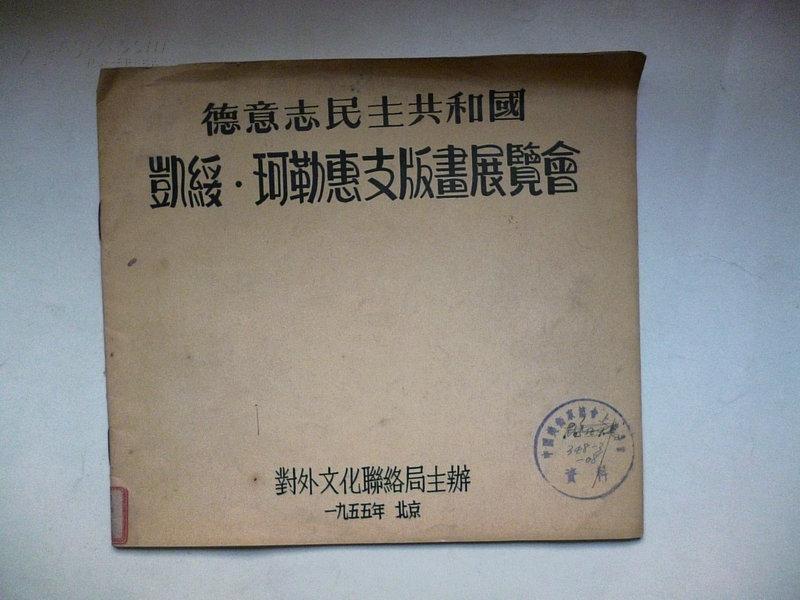 德意志民主共和國
凱綏·珂勒惠支版畫展覽會
對外文化聯絡局主辦
一九五五年 北京
資料